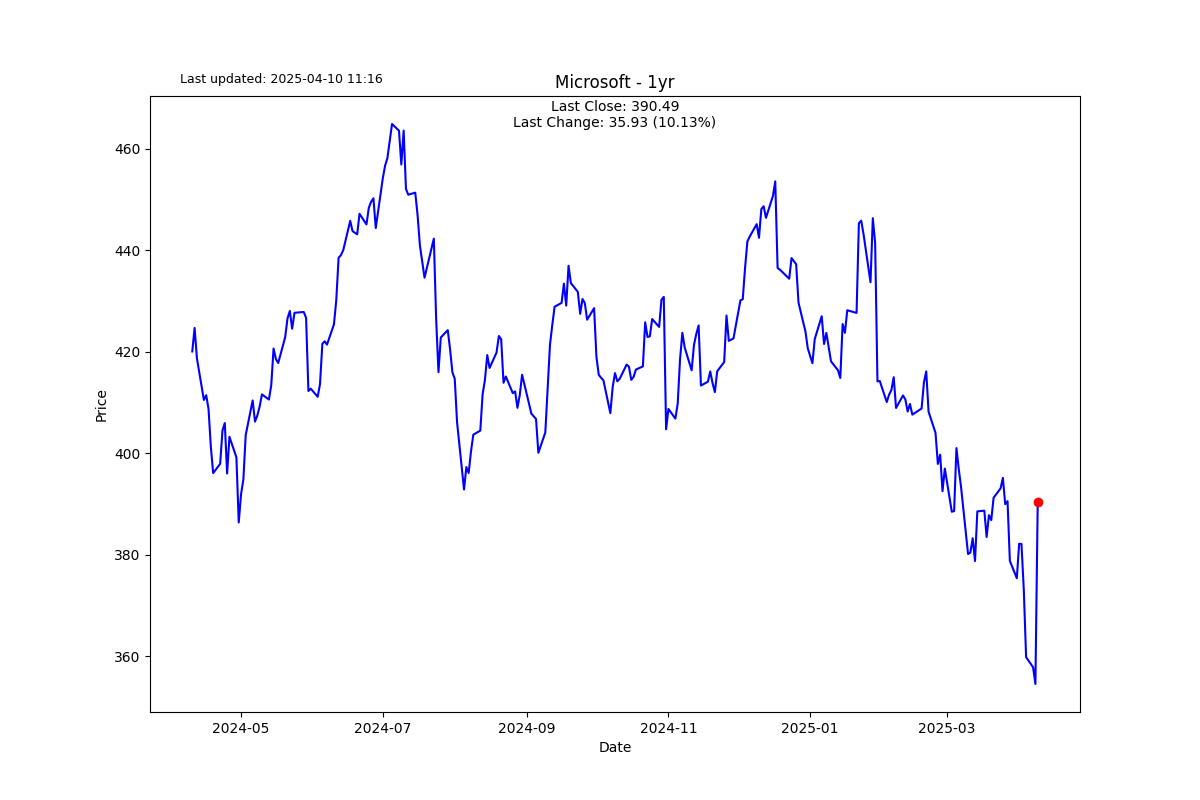 Last updated: 2025-04-10 11:16
Microsoft - 1yr
Last Close: 390.49
Last Change: 35.93 (10.13%)
460
440
420
400
380
360
Price
2024-05
2024-07
2024-09
2024-11
2025-01
2025-03
Date